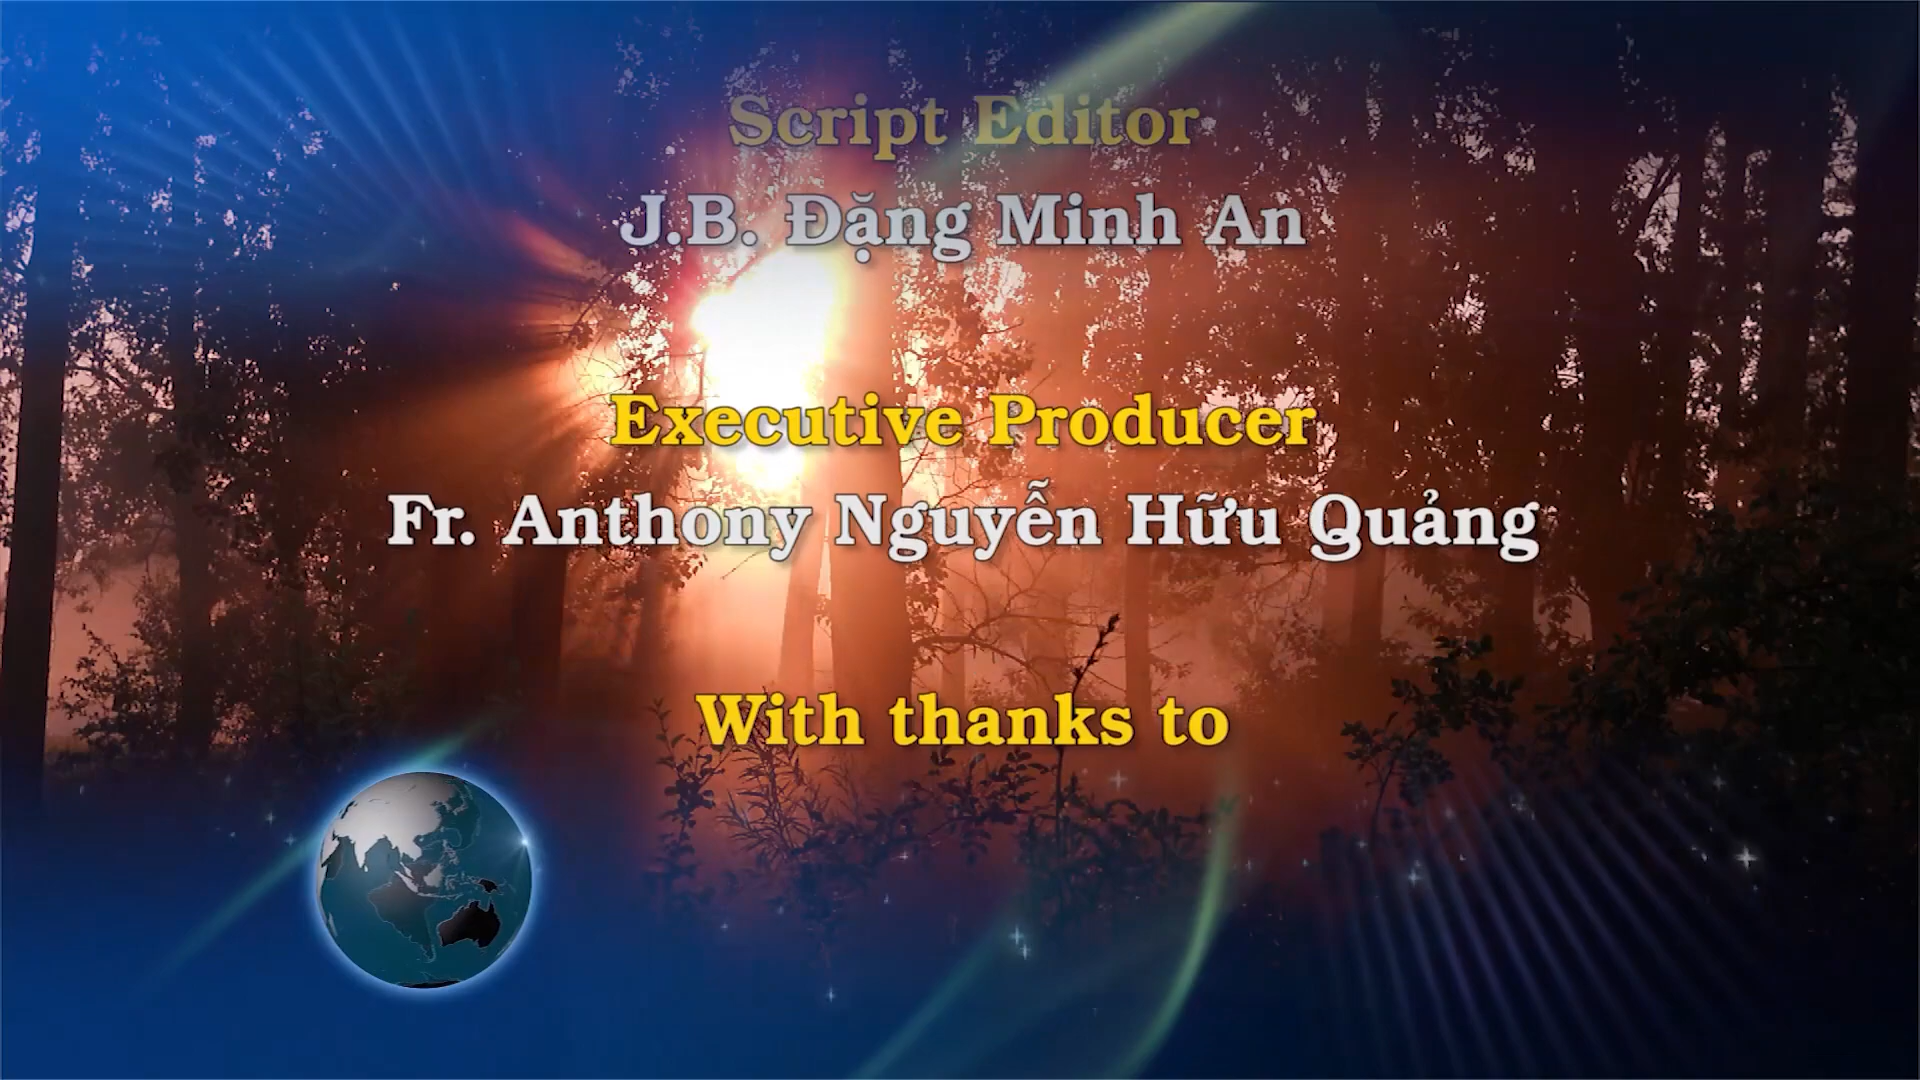 Script Editor
J.B. Đặng Minh An
Executive Producer
Fr. Anthony Nguyễn Hữu Quảng
With thanks to